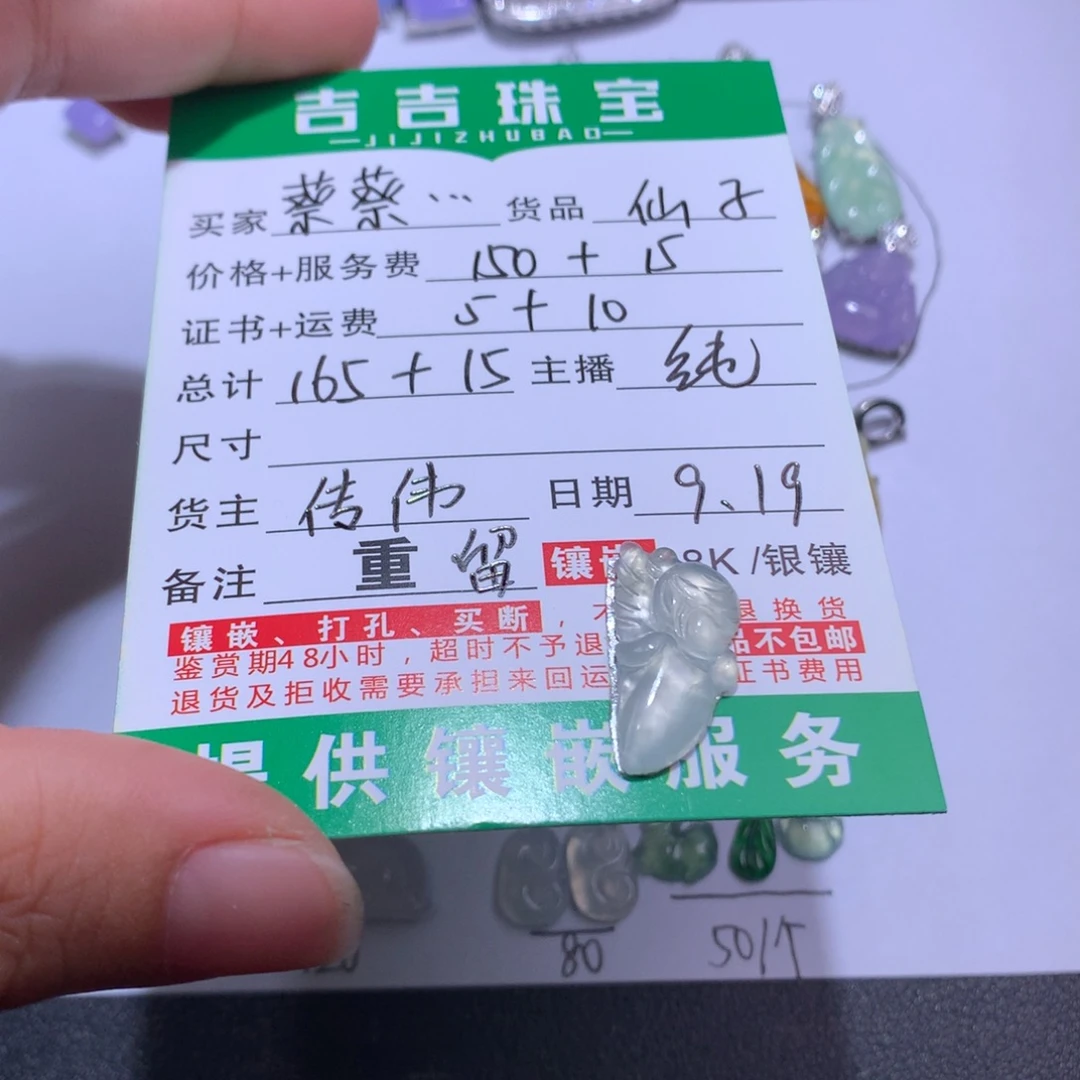 吉吉珠宝
JIJIZHUBAO
买家 蔡蔡… 货品 仙子
价格+服务费 150 + 15
证书+运费 5 + 10
总计 165 + 15 主播 纯
尺寸
货主 传伟 日期 9.19
备注 重留 镶 8K /银镶
镶嵌、打孔、买断，不 退换货
鉴赏期48小时，超时不予退 品不包邮
退货及拒收需要承担来回运 证书费用
提供镶嵌服务
80 50/个